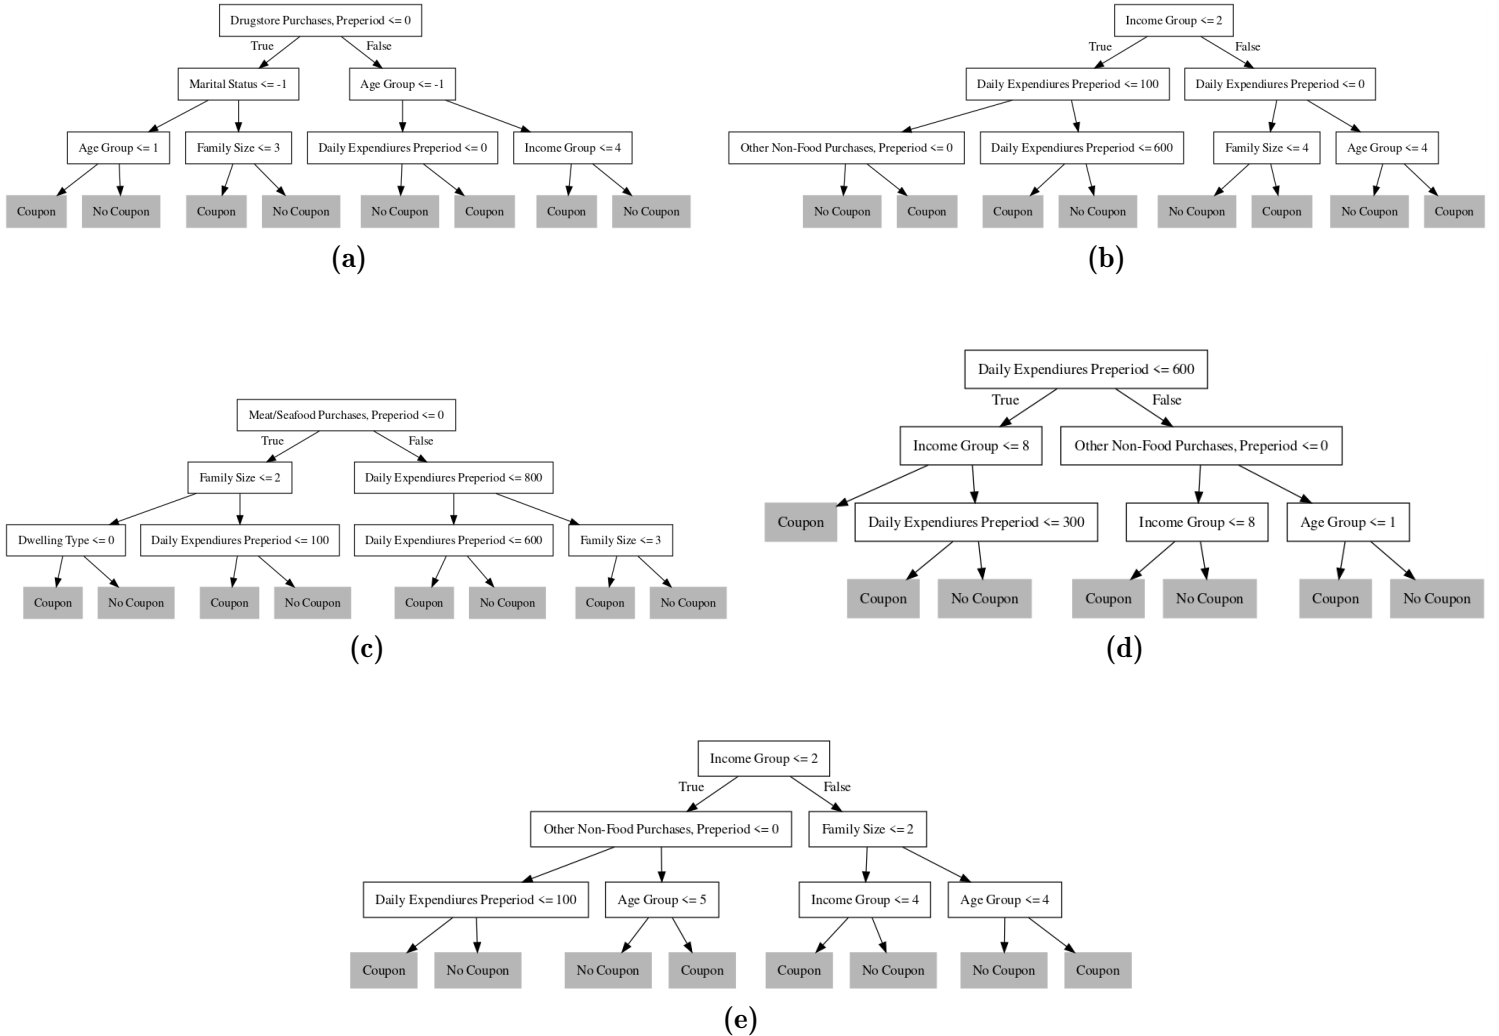 Drugstore Purchases, Preperiod <= 0
True
False
Marital Status <= -1
Age Group <= -1
Age Group <= 1
Family Size <= 3
Daily Expendiures Preperiod <= 0
Income Group <= 4
Coupon
No Coupon
Coupon
No Coupon
No Coupon
Coupon
Coupon
No Coupon
(a)
Income Group <= 2
True
False
Daily Expendiures Preperiod <= 100
Daily Expendiures Preperiod <= 0
Other Non-Food Purchases, Preperiod <= 0
Daily Expendiures Preperiod <= 600
Family Size <= 4
Age Group <= 4
No Coupon
Coupon
Coupon
No Coupon
No Coupon
Coupon
No Coupon
Coupon
(b)
Meat/Seafood Purchases, Preperiod <= 0
True
False
Family Size <= 2
Daily Expendiures Preperiod <= 800
Dwelling Type <= 0
Daily Expendiures Preperiod <= 100
Daily Expendiures Preperiod <= 600
Family Size <= 3
Coupon
No Coupon
Coupon
No Coupon
Coupon
No Coupon
Coupon
No Coupon
(c)
Daily Expendiures Preperiod <= 600
True
False
Income Group <= 8
Other Non-Food Purchases, Preperiod <= 0
Coupon
Daily Expendiures Preperiod <= 300
Income Group <= 8
Age Group <= 1
Coupon
No Coupon
Coupon
No Coupon
Coupon
No Coupon
(d)
Income Group <= 2
True
False
Other Non-Food Purchases, Preperiod <= 0
Family Size <= 2
Daily Expendiures Preperiod <= 100
Age Group <= 5
Income Group <= 4
Age Group <= 4
Coupon
No Coupon
No Coupon
Coupon
Coupon
No Coupon
No Coupon
Coupon
(e)